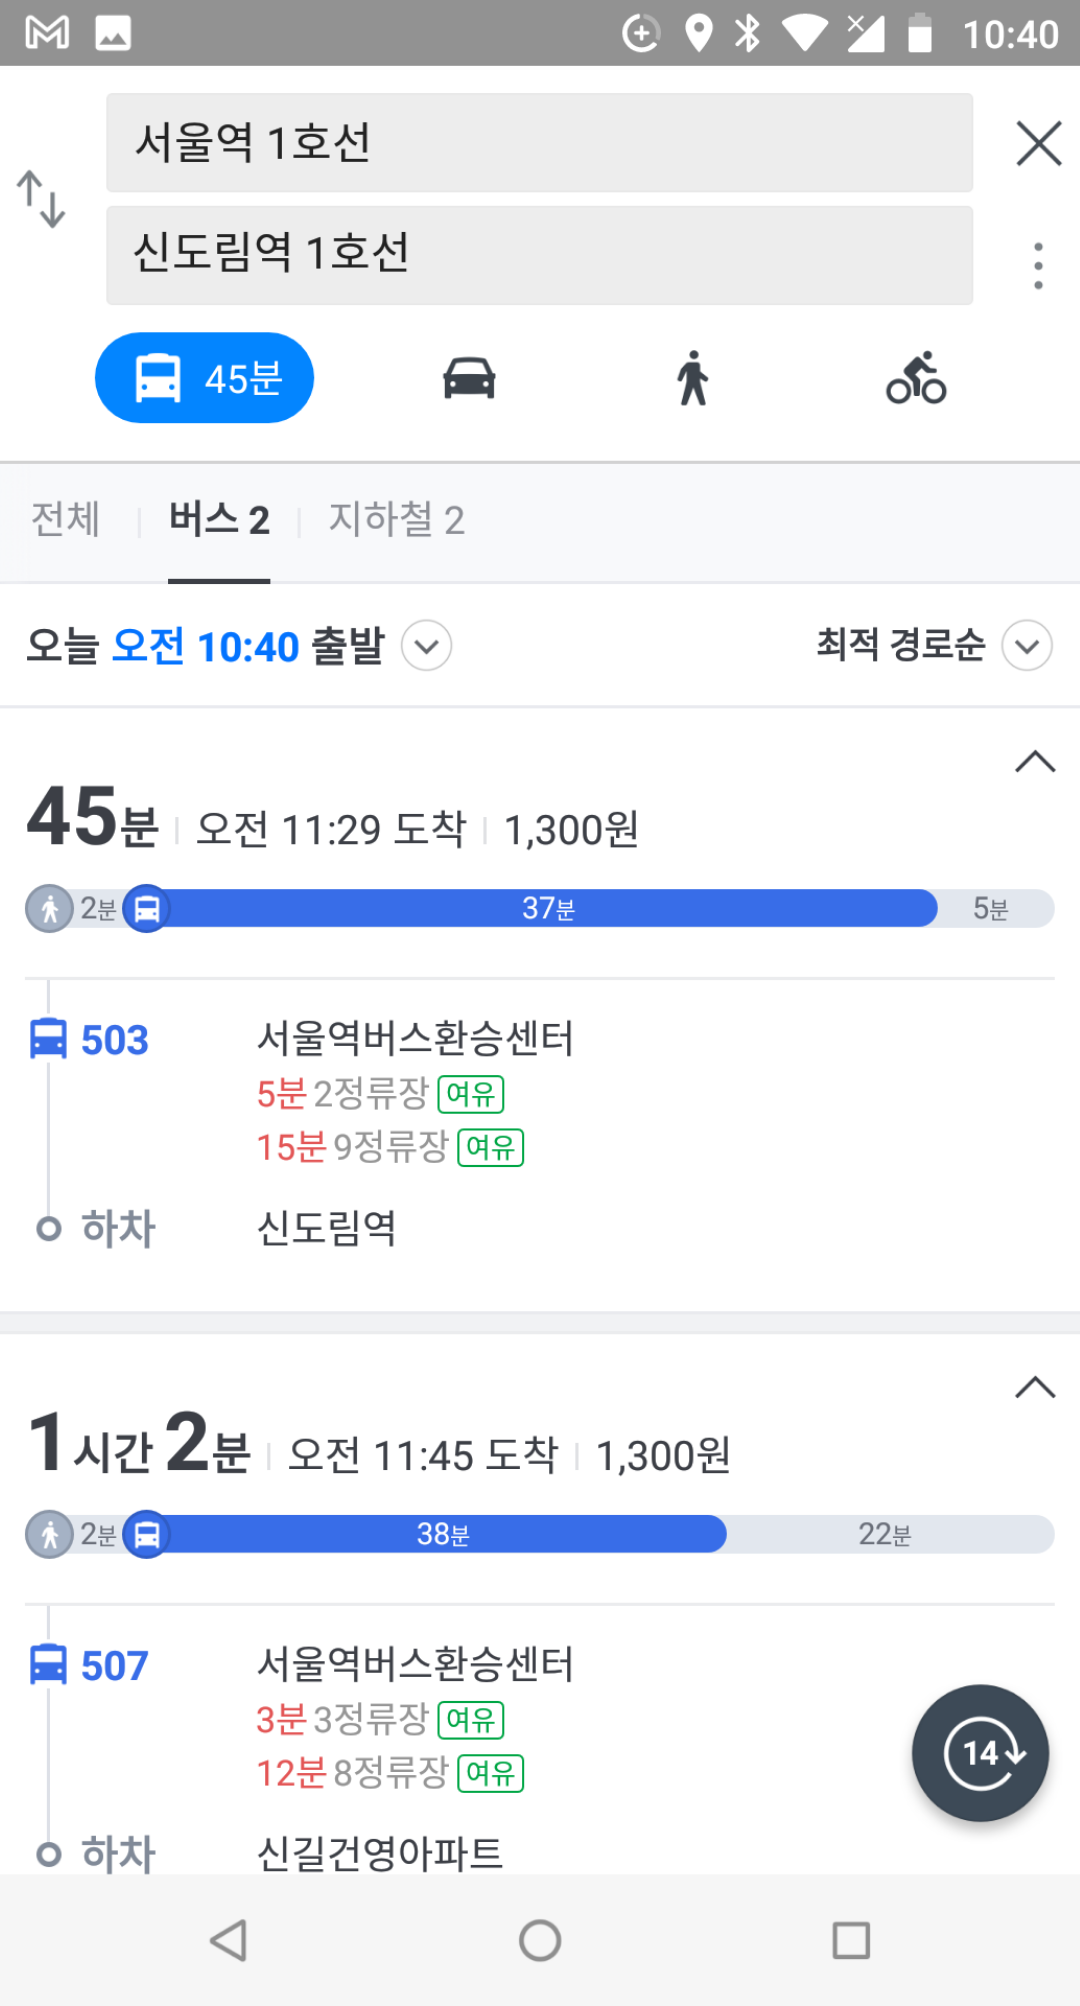 10:40
서울역 1호선
신도림역 1호선
45분
전체 버스 2 지하철 2
오늘 오전 10:40 출발 최적 경로순
45분 오전 11:29 도착 1,300원
2분 37분 5분
503 서울역버스환승센터
5분 2정류장 여유
15분 9정류장 여유
하차 신도림역
1시간 2분 오전 11:45 도착 1,300원
2분 38분 22분
507 서울역버스환승센터
3분 3정류장 여유
12분 8정류장 여유
14
하차 신길건영아파트